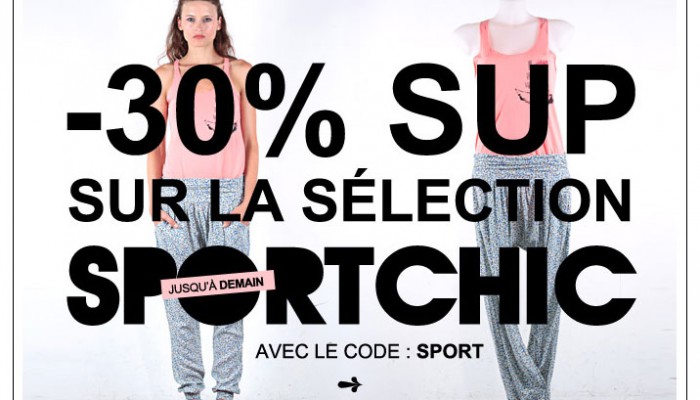 -30% SUP
SUR LA SÉLECTION
SPORTCHIC
JUSQU'À DEMAIN
AVEC LE CODE : SPORT